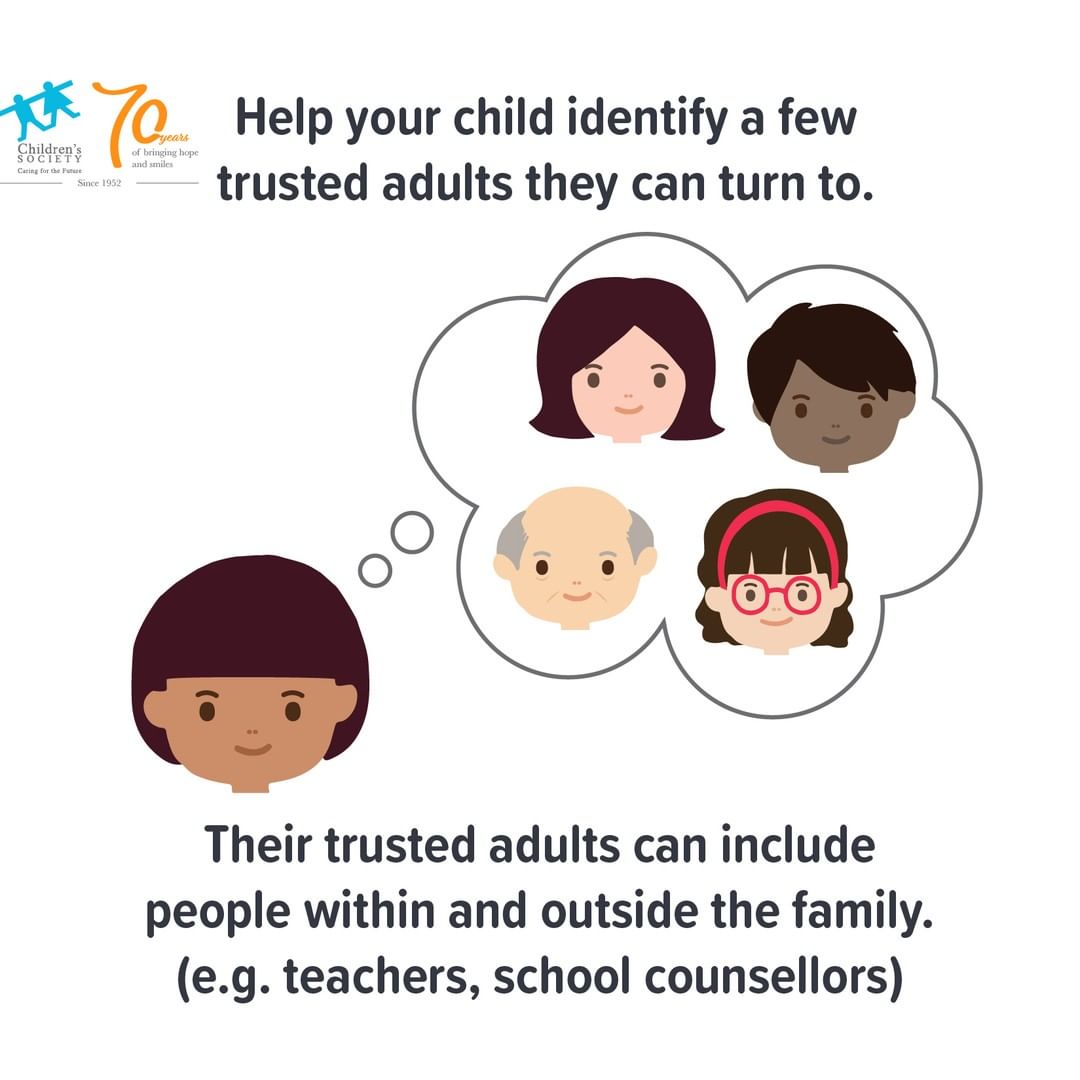 Children's
SOCIETY
Caring for the Future
70 years
of bringing hope
and smiles
Since 1952
Help your child identify a few
trusted adults they can turn to.
Their trusted adults can include
people within and outside the family.
(e.g. teachers, school counsellors)